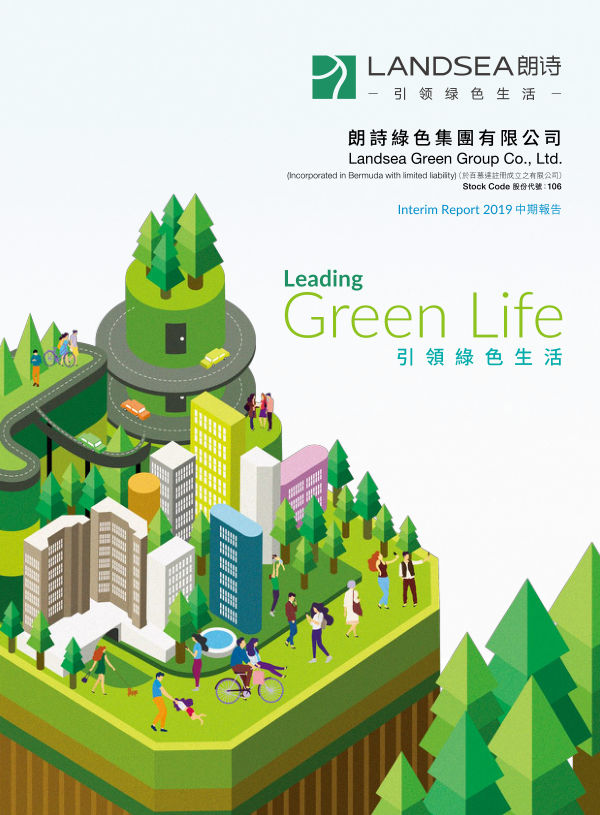 LANDSEA朗诗
引领绿色生活
朗詩綠色集團有限公司
Landsea Green Group Co., Ltd.
(Incorporated in Bermuda with limited liability) (於百慕達註冊成立之有限公司)
Stock Code 股份代號 : 106
Interim Report 2019 中期報告
Leading
Green Life
引領綠色生活